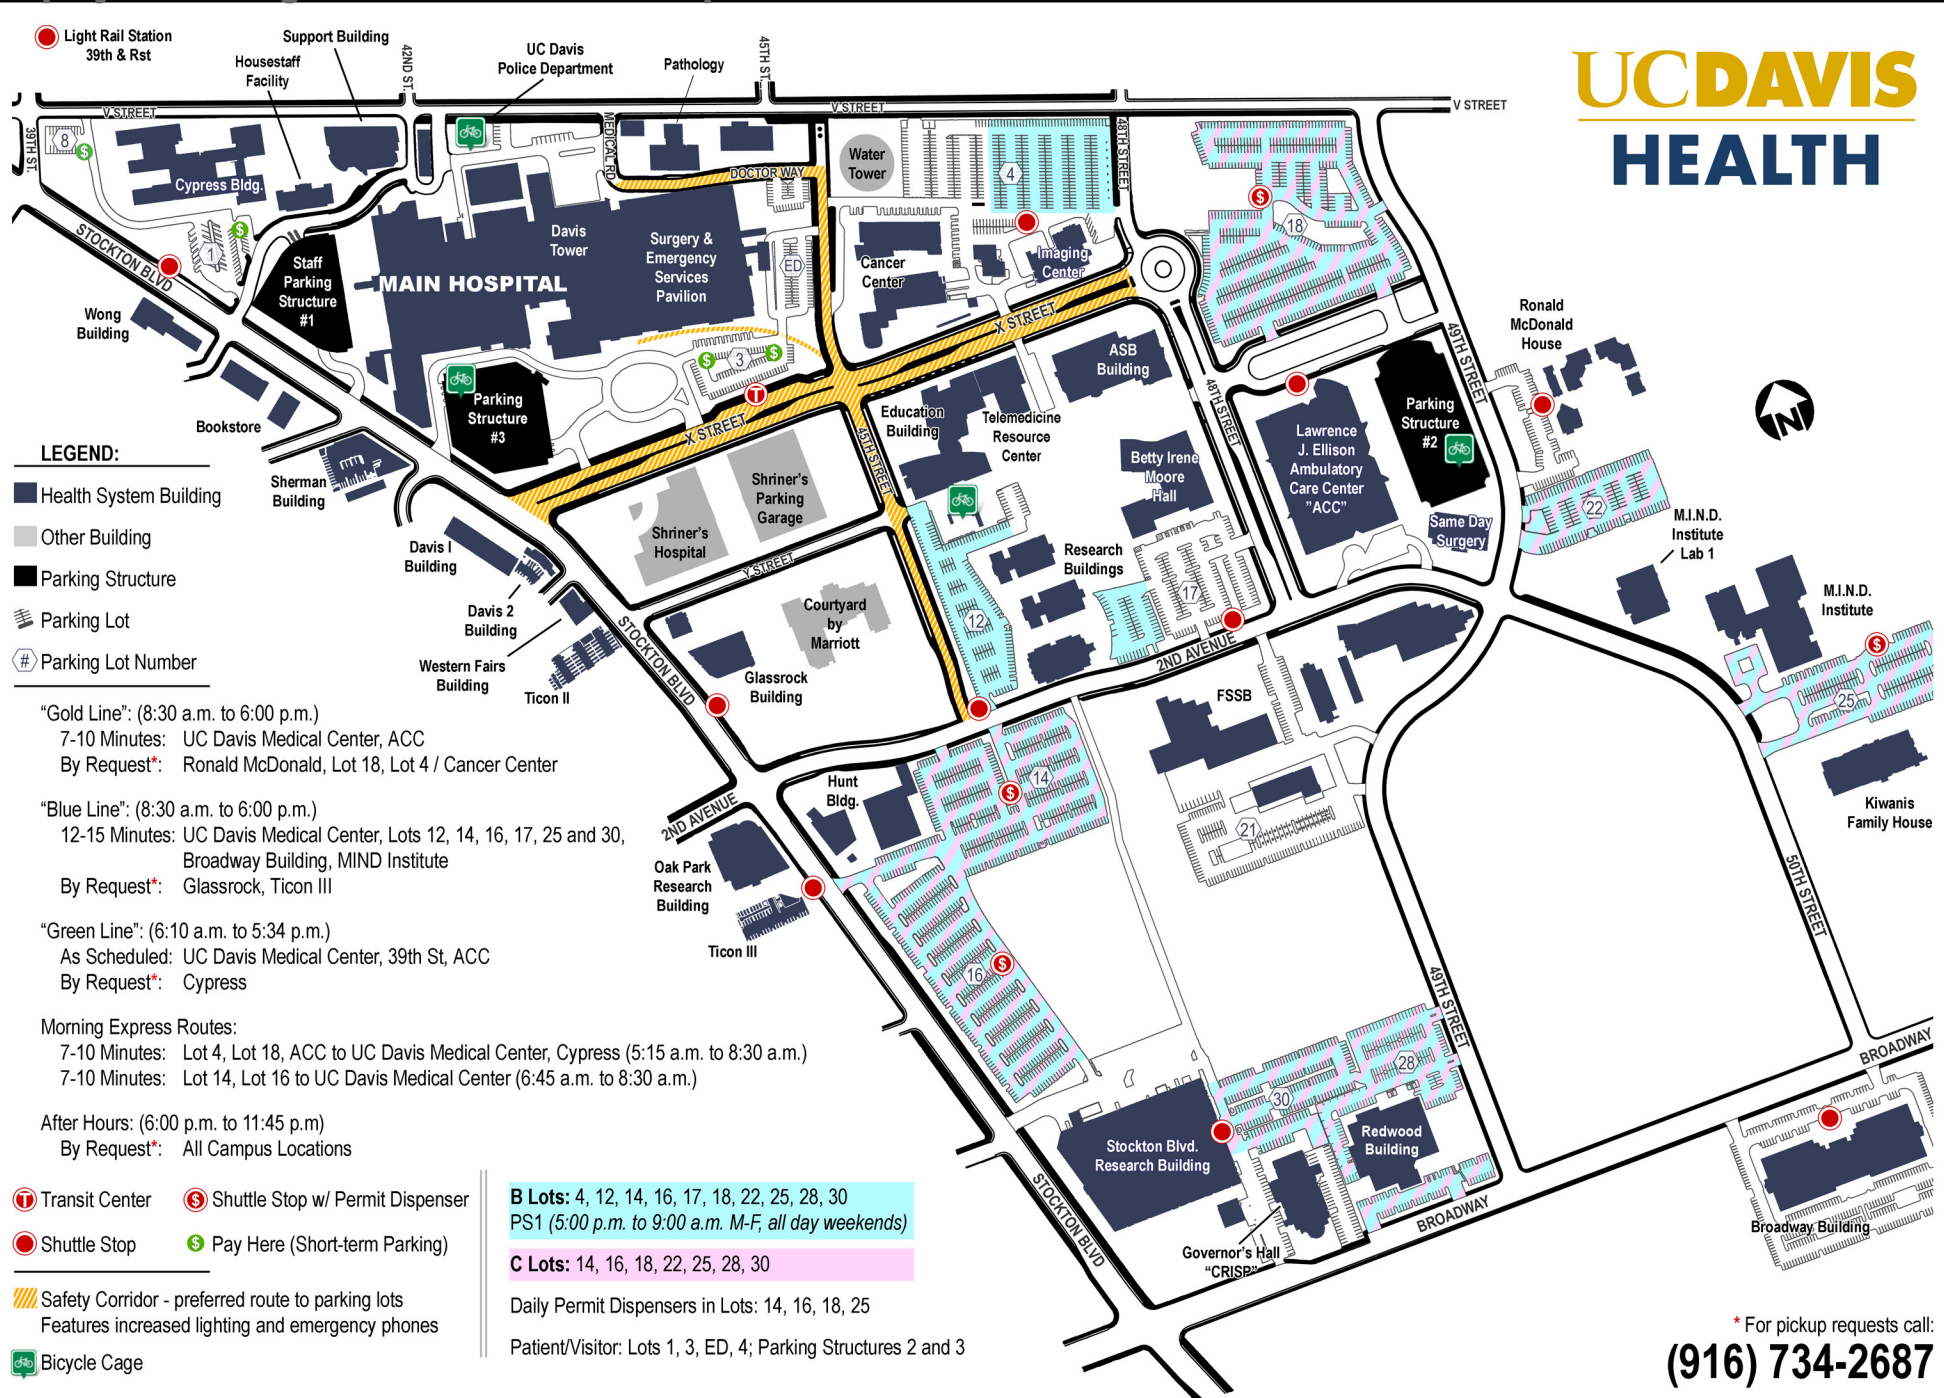 Light Rail Station
39th & Rst
Support Building
Housestaff
Facility
42ND ST.
UC Davis
Police Department
Pathology
45TH ST.
UCDAVIS
HEALTH
V STREET
V STREET
V STREET
39TH ST.
8
Cypress Bldg.
MEDICAL RD
DOCTOR WAY
Water
Tower
4
48TH STREET
18
STOCKTON BLVD
1
Staff
Parking
Structure
#1
MAIN HOSPITAL
Davis
Tower
Surgery &
Emergency
Services
Pavilion
ED
Cancer
Center
Imaging
Center
Wong
Building
X STREET
3
Parking
Structure
#3
X STREET
45TH STREET
Education
Building
Telemedicine
Resource
Center
ASB
Building
48TH STREET
49TH STREET
Ronald
McDonald
House
Bookstore
Lawrence
J. Ellison
Ambulatory
Care Center
"ACC"
Parking
Structure
#2
N
LEGEND:
Health System Building
Other Building
Parking Structure
Parking Lot
# Parking Lot Number
Sherman
Building
Shriner's
Parking
Garage
Shriner's
Hospital
Betty Irene
Moore
Hall
Same Day
Surgery
22
M.I.N.D.
Institute
Lab 1
Davis I
Building
Davis 2
Building
Western Fairs
Building
Ticon II
Y STREET
Courtyard
by
Marriott
Research
Buildings
12
17
M.I.N.D.
Institute
25
STOCKTON BLVD
Glassrock
Building
2ND AVENUE
FSSB
Kiwanis
Family House
“Gold Line”: (8:30 a.m. to 6:00 p.m.)
7-10 Minutes: UC Davis Medical Center, ACC
By Request*: Ronald McDonald, Lot 18, Lot 4 / Cancer Center
“Blue Line”: (8:30 a.m. to 6:00 p.m.)
12-15 Minutes: UC Davis Medical Center, Lots 12, 14, 16, 17, 25 and 30,
Broadway Building, MIND Institute
By Request*: Glassrock, Ticon III
“Green Line”: (6:10 a.m. to 5:34 p.m.)
As Scheduled: UC Davis Medical Center, 39th St, ACC
By Request*: Cypress
Morning Express Routes:
7-10 Minutes: Lot 4, Lot 18, ACC to UC Davis Medical Center, Cypress (5:15 a.m. to 8:30 a.m.)
7-10 Minutes: Lot 14, Lot 16 to UC Davis Medical Center (6:45 a.m. to 8:30 a.m.)
After Hours: (6:00 p.m. to 11:45 p.m)
By Request*: All Campus Locations
2ND AVENUE
Hunt
Bldg.
14
21
Oak Park
Research
Building
Ticon III
16
50TH STREET
49TH STREET
28
30
BROADWAY
Stockton Blvd.
Research Building
Redwood
Building
STOCKTON BLVD
Governor's Hall
"CRISP"
BROADWAY
Broadway Building
T Transit Center
$ Shuttle Stop w/ Permit Dispenser
Shuttle Stop
$ Pay Here (Short-term Parking)
Safety Corridor - preferred route to parking lots
Features increased lighting and emergency phones
Bicycle Cage
B Lots: 4, 12, 14, 16, 17, 18, 22, 25, 28, 30
PS1 (5:00 p.m. to 9:00 a.m. M-F, all day weekends)
C Lots: 14, 16, 18, 22, 25, 28, 30
Daily Permit Dispensers in Lots: 14, 16, 18, 25
Patient/Visitor: Lots 1, 3, ED, 4; Parking Structures 2 and 3
* For pickup requests call:
(916) 734-2687